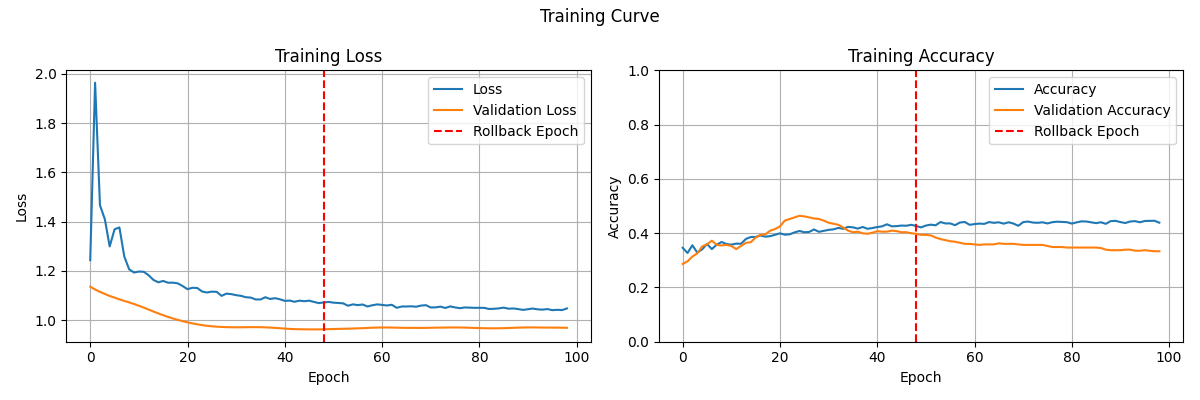 Training Curve
Training Loss
2.0
1.8
1.6
1.4
1.2
1.0
Loss
0
20
40
60
80
100
Epoch
Loss
Validation Loss
Rollback Epoch
Training Accuracy
1.0
0.8
0.6
0.4
0.2
0.0
Accuracy
0
20
40
60
80
100
Epoch
Accuracy
Validation Accuracy
Rollback Epoch